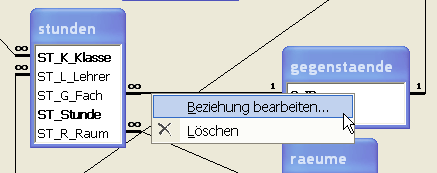 stunden
ST_K_Klasse
ST_L_Lehrer
ST_G_Fach
ST_Stunde
ST_R_Raum
∞
∞
∞
1
∞
gegenstaende
1
Beziehung bearbeiten...
Löschen
raeume